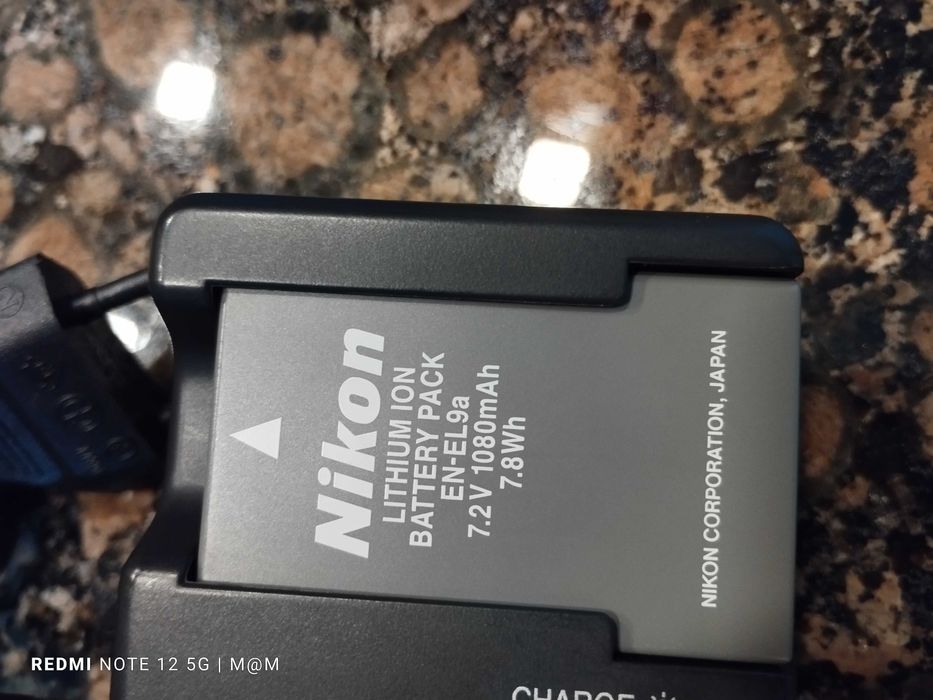 Nikon
LITHIUM ION
BATTERY PACK
EN-EL9a
7.2V 1080mAh
7.8Wh
NIKON CORPORATION, JAPAN
CHARGE
REDMI NOTE 12 5G | M@M